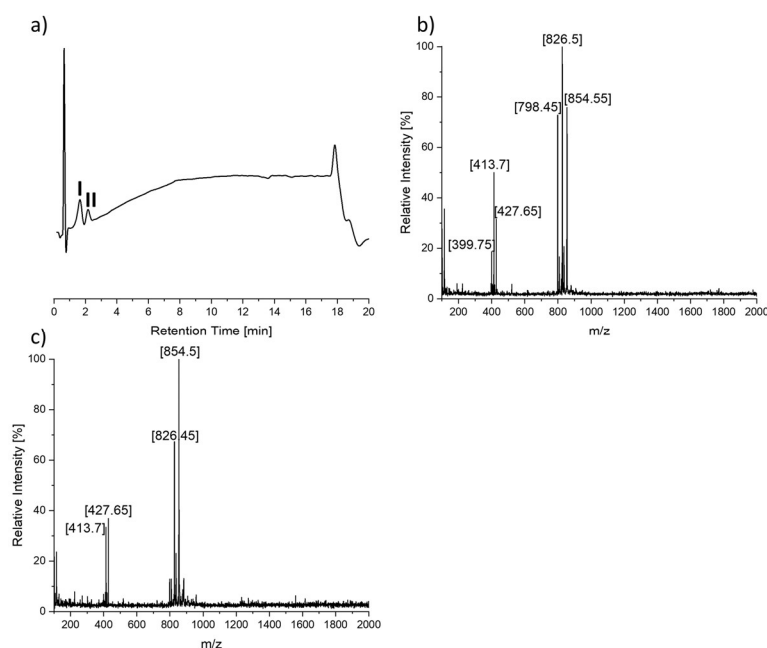 a)
I
II
0 2 4 6 8 10 12 14 16 18 20
Retention Time [min]
b)
[826.5]
[798.45]
[854.55]
[413.7]
[427.65]
[399.75]
100
80
60
40
20
0
Relative Intensity [%]
200 400 600 800 1000 1200 1400 1600 1800 2000
m/z
c)
[854.5]
[826.45]
[427.65]
[413.7]
100
80
60
40
20
0
Relative Intensity [%]
200 400 600 800 1000 1200 1400 1600 1800 2000
m/z